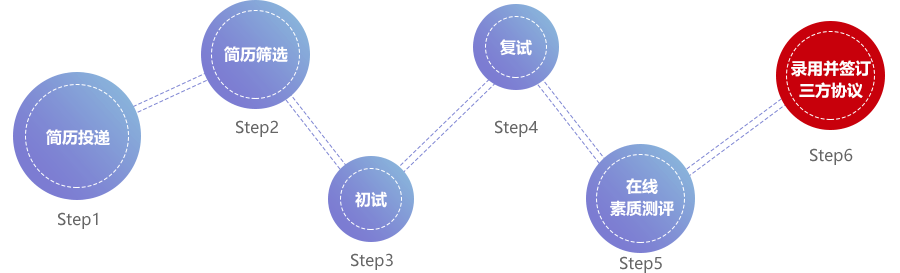 简历投递
Step1
简历筛选
Step2
初试
Step3
复试
Step4
在线
素质测评
Step5
录用并签订
三方协议
Step6